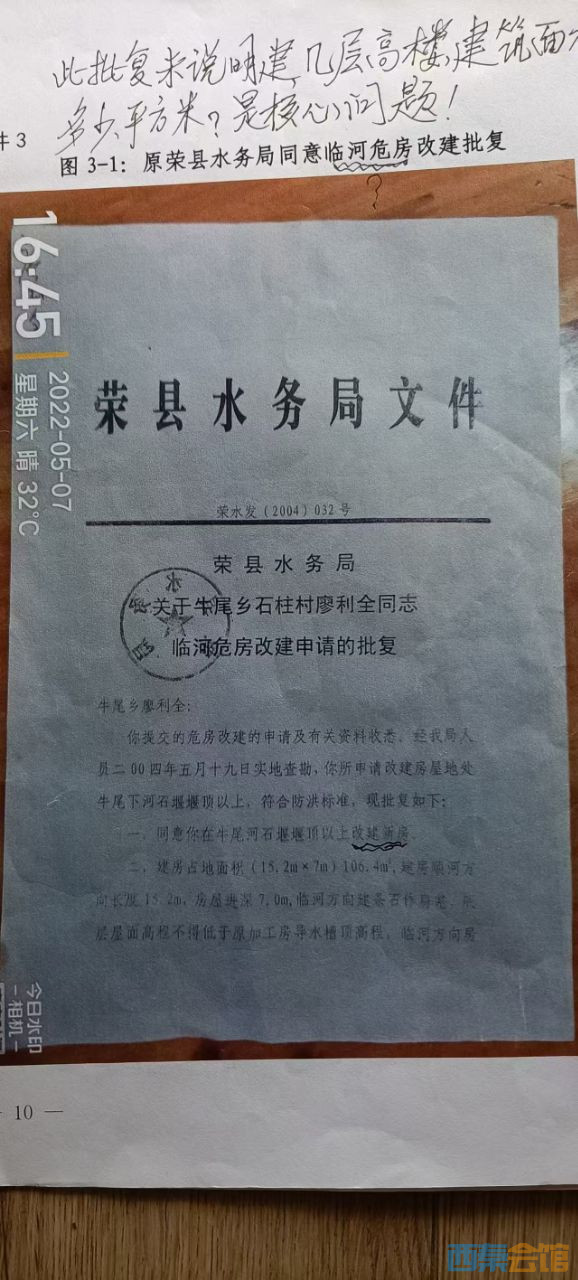 此批复未说明建几层高楼,建筑面
多少平方米?是核心问题!
件3
图 3-1: 原荣县水务局同意临河危房改建批复
?
16:45
2022-05-07
星期六 晴 32℃
荣县水务局文件
荣水发(2004)032号
荣县水务局
关于牛尾乡石柱村廖利全同志
临河危房改建申请的批复
牛尾乡廖利全:
你提交的危房改建的申请及有关资料收悉。经我局人
员二00四年五月十九日实地查勘,你所申请改建房屋地处
牛尾下河石堰堰顶以上,符合防洪标准,现批复如下:
一、同意你在牛尾河石堰堰顶以上改建新房。
二、建房占地面积(15.2m×7m)106.4m²,建房顺河方
向长度15.2m,房屋进深7.0m,临河方向建条石作房基,底
层屋面高程不得低于原加工房导水槽顶高程,临河方向房
今日水印
-相机-
10 —
西秦会馆